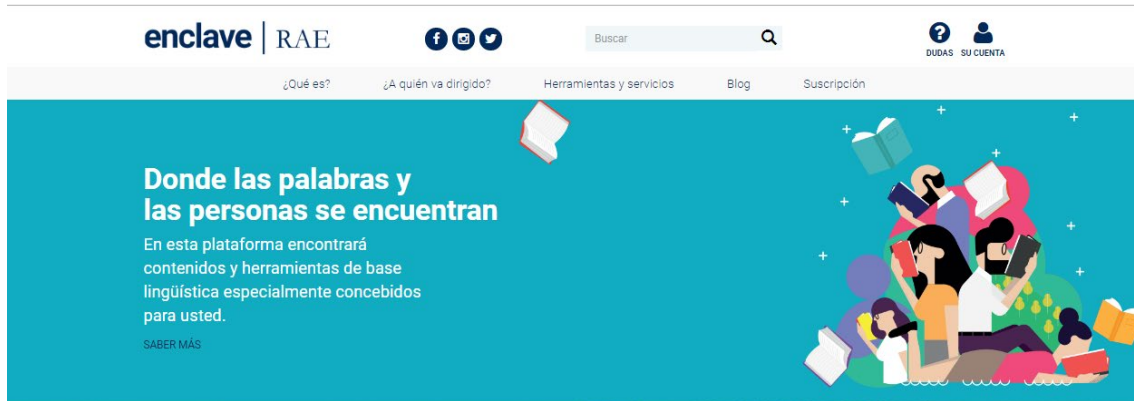 enclave | RAE
Buscar
DUDAS SU CUENTA
¿Qué es? ¿A quién va dirigido? Herramientas y servicios Blog Suscripción
Donde las palabras y
las personas se encuentran
En esta plataforma encontrará
contenidos y herramientas de base
lingüística especialmente concebidos
para usted.
SABER MÁS